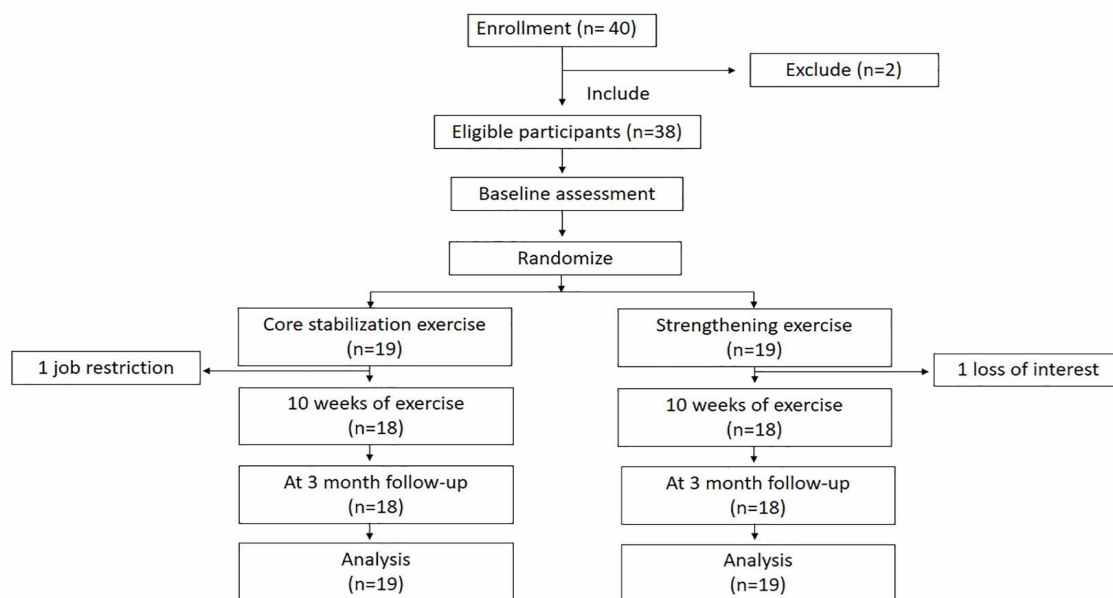 Enrollment (n= 40)
Exclude (n=2)
Include
Eligible participants (n=38)
Baseline assessment
Randomize
Core stabilization exercise
(n=19)
Strengthening exercise
(n=19)
1 job restriction
1 loss of interest
10 weeks of exercise
(n=18)
10 weeks of exercise
(n=18)
At 3 month follow-up
(n=18)
At 3 month follow-up
(n=18)
Analysis
(n=19)
Analysis
(n=19)